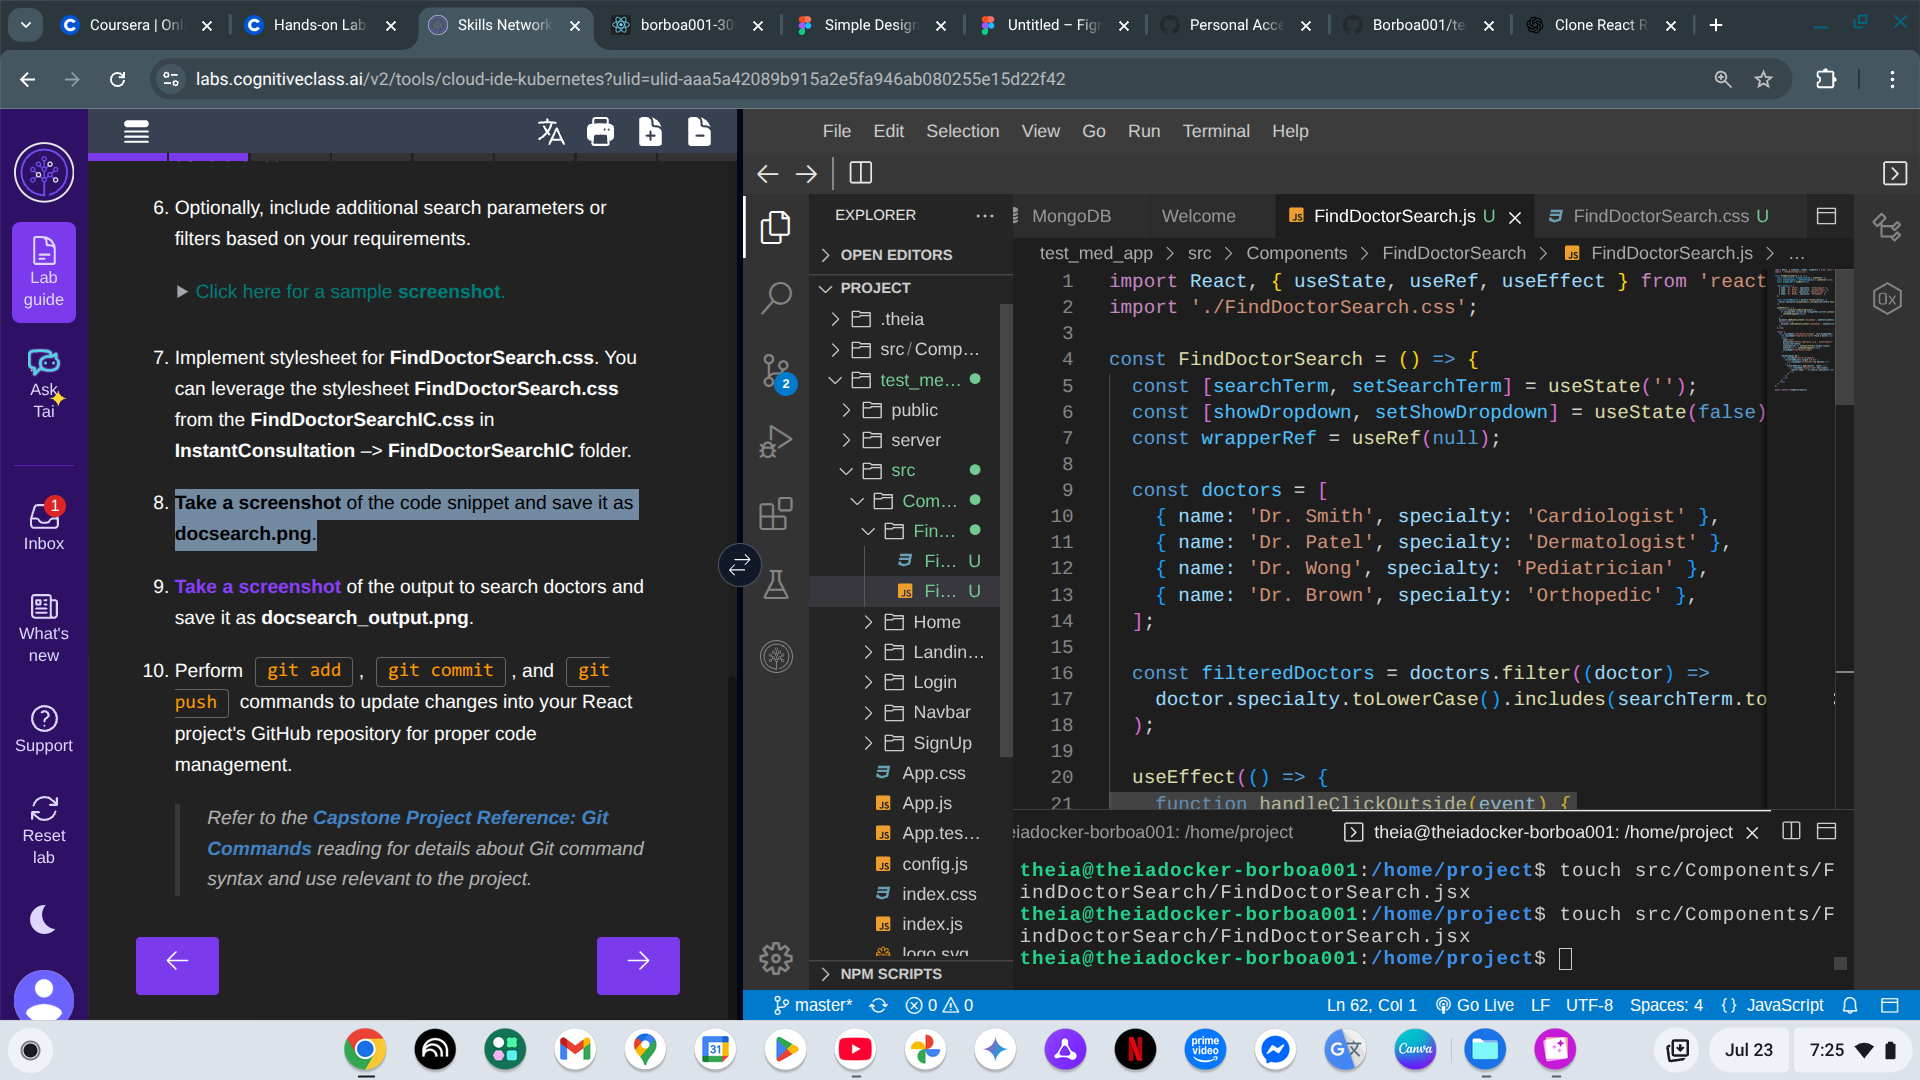 Coursera | Onl
Hands-on Lab
Skills Network
borboa001-30
Simple Design
Untitled – Fig
Personal Acce
Borboa001/te
Clone React R
labs.cognitiveclass.ai/v2/tools/cloud-ide-kubernetes?ulid=ulid-aaa5a42089b915a2e5fa946ab080255e15d22f42
Lab
guide
Ask
Tai
1
Inbox
What's
new
Support
Reset
lab
6. Optionally, include additional search parameters or
filters based on your requirements.
Click here for a sample screenshot.
7. Implement stylesheet for FindDoctorSearch.css. You
can leverage the stylesheet FindDoctorSearch.css
from the FindDoctorSearchIC.css in
InstantConsultation –> FindDoctorSearchIC folder.
8. Take a screenshot of the code snippet and save it as
docsearch.png.
9. Take a screenshot of the output to search doctors and
save it as docsearch_output.png.
10. Perform git add , git commit , and git
push commands to update changes into your React
project's GitHub repository for proper code
management.
Refer to the Capstone Project Reference: Git
Commands reading for details about Git command
syntax and use relevant to the project.
File Edit Selection View Go Run Terminal Help
2
EXPLORER ...
OPEN EDITORS
PROJECT
.theia
src/Comp...
test_me...
public
server
src
Com...
Fin...
Fi... U
JS Fi... U
Home
Landin...
Login
Navbar
SignUp
App.css
JS App.js
JS App.tes...
JS config.js
index.css
JS index.js
logo.svg
NPM SCRIPTS
MongoDB
Welcome
JS FindDoctorSearch.js U
FindDoctorSearch.css U
test_med_app > src > Components > FindDoctorSearch > JS FindDoctorSearch.js > ...
1 import React, { useState, useRef, useEffect } from 'react
2 import './FindDoctorSearch.css';
3
4 const FindDoctorSearch = () => {
5 const [searchTerm, setSearchTerm] = useState('');
6 const [showDropdown, setShowDropdown] = useState(false)
7 const wrapperRef = useRef(null);
8
9 const doctors = [
10 { name: 'Dr. Smith', specialty: 'Cardiologist' },
11 { name: 'Dr. Patel', specialty: 'Dermatologist' },
12 { name: 'Dr. Wong', specialty: 'Pediatrician' },
13 { name: 'Dr. Brown', specialty: 'Orthopedic' },
14 ];
15
16 const filteredDoctors = doctors.filter((doctor) =>
17 doctor.specialty.toLowerCase().includes(searchTerm.to
18 );
19
20 useEffect(() => {
21 function handleClickOutside(event) {
0x
eiadocker-borboa001: /home/project
theia@theiadocker-borboa001: /home/project
theia@theiadocker-borboa001:/home/project$ touch src/Components/F
indDoctorSearch/FindDoctorSearch.jsx
theia@theiadocker-borboa001:/home/project$ touch src/Components/F
indDoctorSearch/FindDoctorSearch.jsx
theia@theiadocker-borboa001:/home/project$
master* 0 0 Ln 62, Col 1 Go Live LF UTF-8 Spaces: 4 {} JavaScript
31
N
prime
video
Canva
Jul 23
7:25